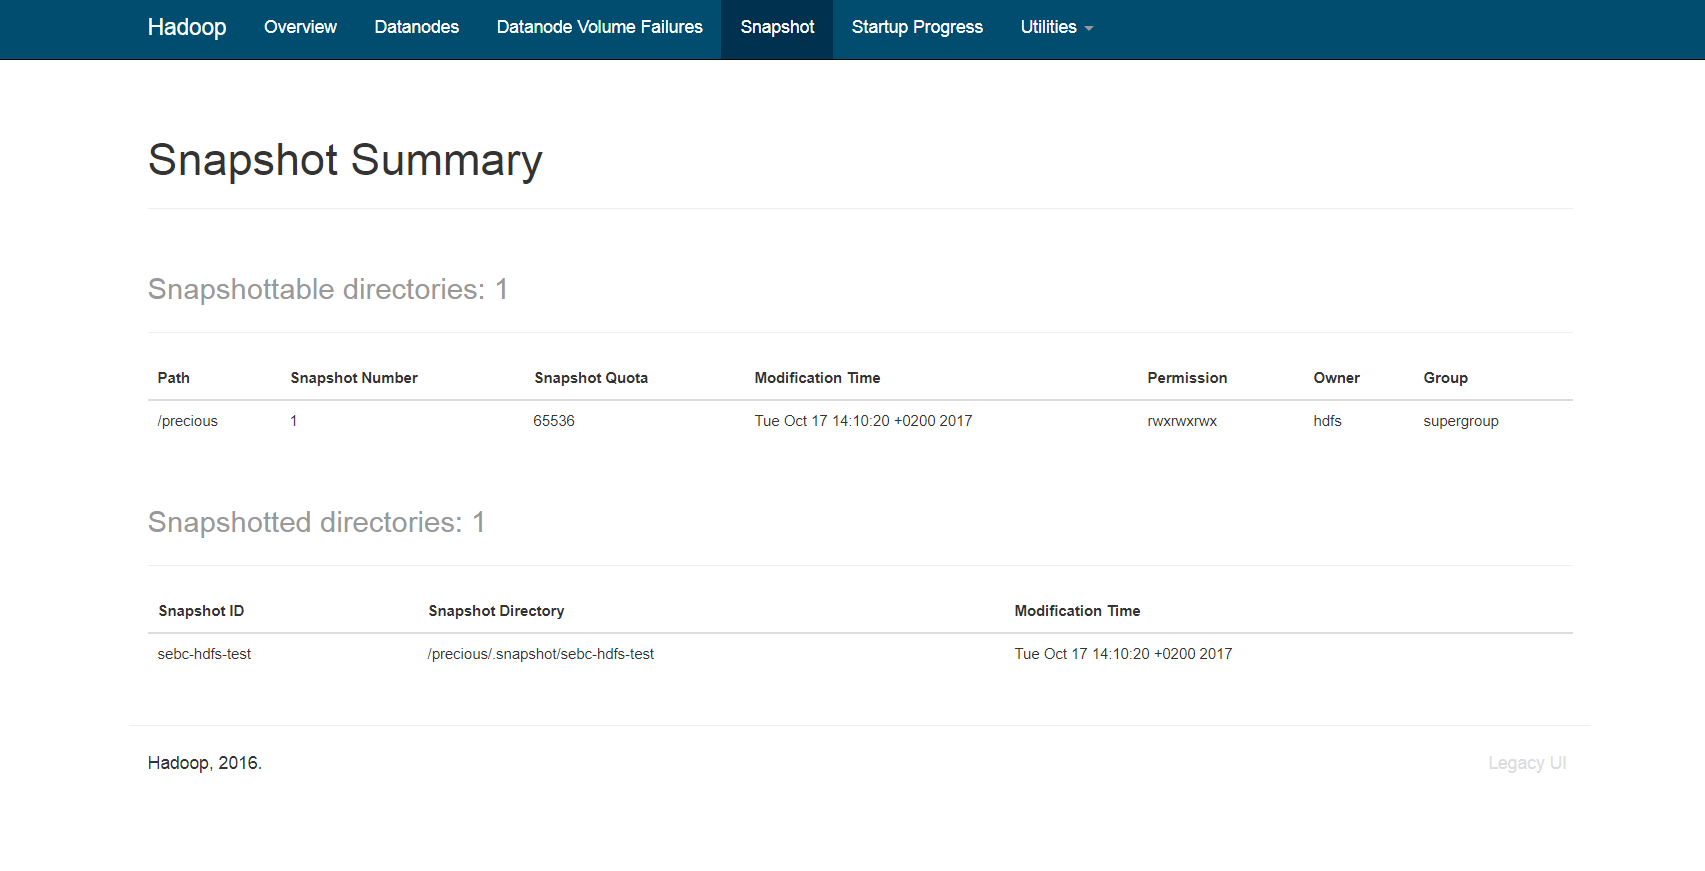 Hadoop Overview Datanodes Datanode Volume Failures Snapshot Startup Progress Utilities
Snapshot Summary
Snapshottable directories: 1
Path Snapshot Number Snapshot Quota Modification Time Permission Owner Group
/precious 1 65536 Tue Oct 17 14:10:20 +0200 2017 rwxrwxrwx hdfs supergroup
Snapshotted directories: 1
Snapshot ID Snapshot Directory Modification Time
sebc-hdfs-test /precious/.snapshot/sebc-hdfs-test Tue Oct 17 14:10:20 +0200 2017
Hadoop, 2016. Legacy UI